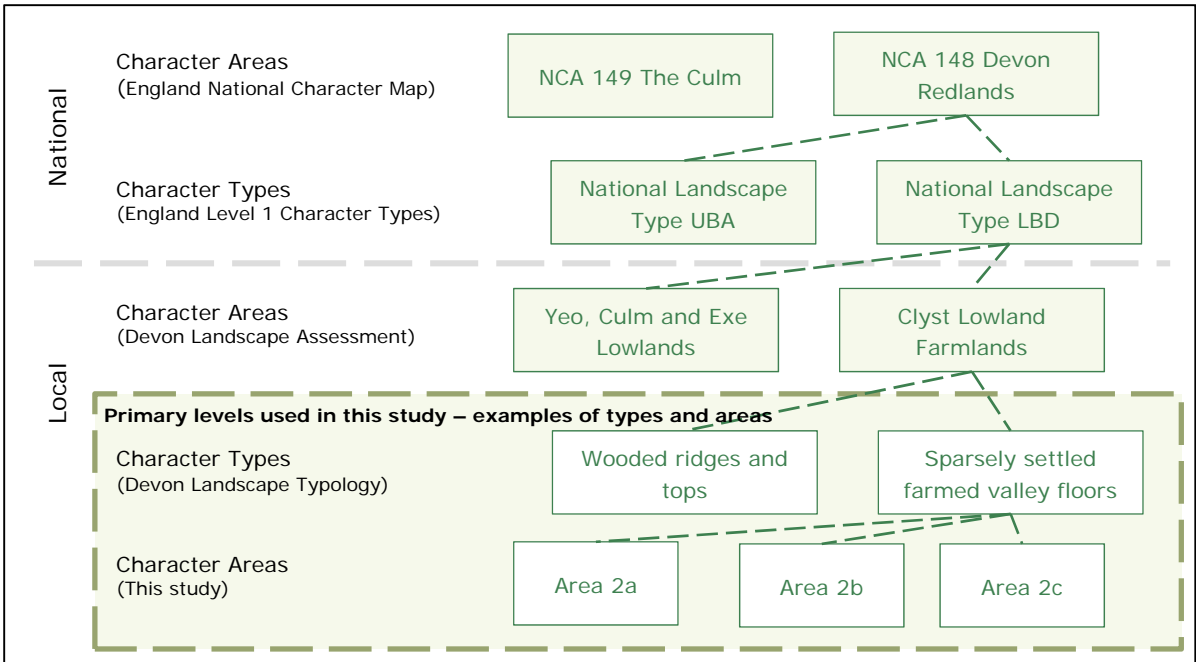 National
Character Areas
(England National Character Map)
NCA 149 The Culm
NCA 148 Devon
Redlands
Character Types
(England Level 1 Character Types)
National Landscape
Type UBA
National Landscape
Type LBD
Local
Character Areas
(Devon Landscape Assessment)
Yeo, Culm and Exe
Lowlands
Clyst Lowland
Farmlands
Primary levels used in this study – examples of types and areas
Character Types
(Devon Landscape Typology)
Wooded ridges and
tops
Sparsely settled
farmed valley floors
Character Areas
(This study)
Area 2a
Area 2b
Area 2c